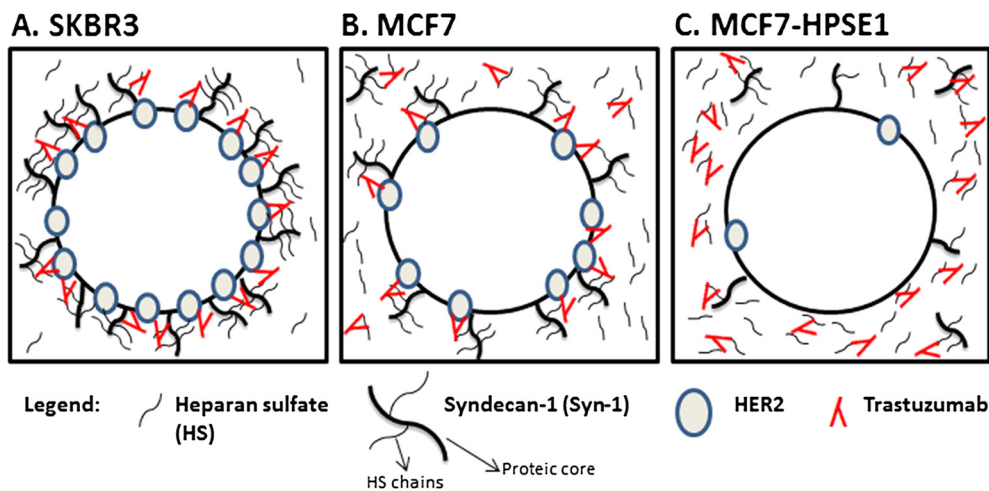 A. SKBR3
B. MCF7
C. MCF7-HPSE1
Legend:
Heparan sulfate
(HS)
Syndecan-1 (Syn-1)
HER2
Trastuzumab
Proteic core
HS chains